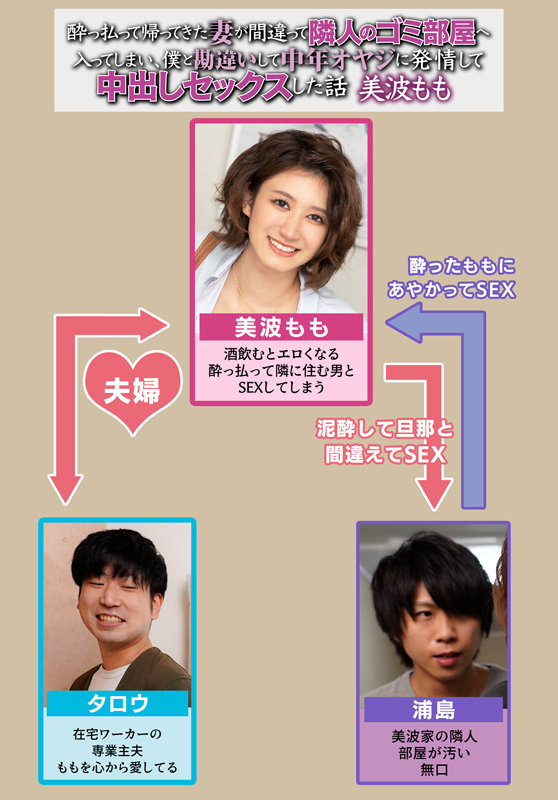 酔っ払って帰ってきた妻が間違って隣人のゴミ部屋へ
入ってしまい、僕と勘違いして中年オヤジに発情して
中出しセックスした話 美波もも
美波もも
酒飲むとエロくなる
酔っ払って隣に住む男と
SEXしてしまう
酔ったももに
あやかってSEX
夫婦
泥酔して旦那と
間違えてSEX
タロウ
在宅ワーカーの
専業主夫
ももを心から愛してる
浦島
美波家の隣人
部屋が汚い
無口